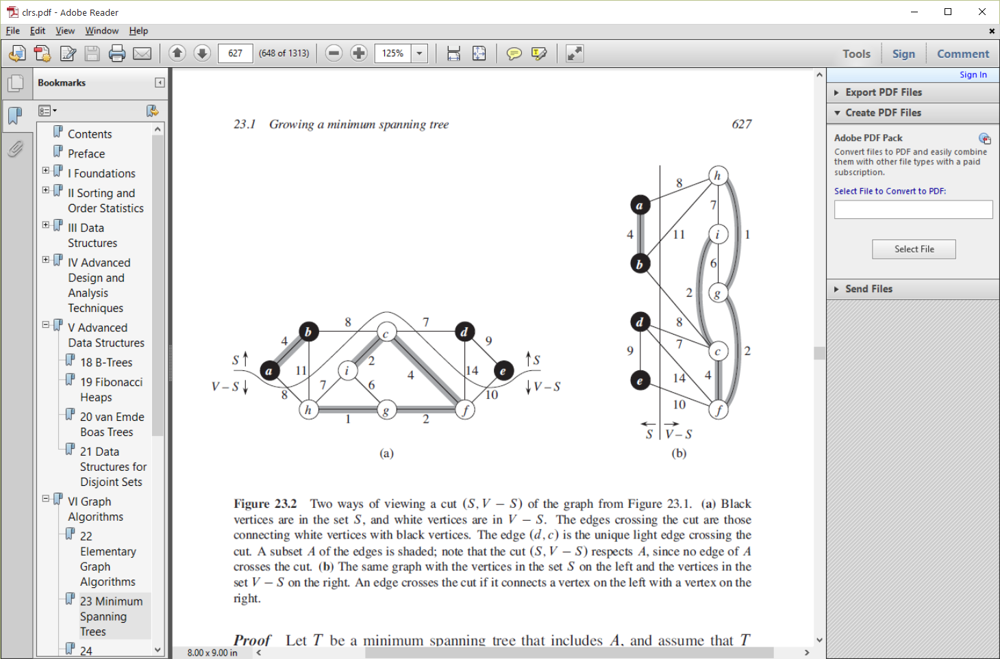 clrs.pdf - Adobe Reader
File Edit View Window Help
627 (648 of 1313) 125% Tools Sign Comment
Sign In
Bookmarks
Contents
Preface
I Foundations
II Sorting and
Order Statistics
III Data
Structures
IV Advanced
Design and
Analysis
Techniques
V Advanced
Data Structures
18 B-Trees
19 Fibonacci
Heaps
20 van Emde
Boas Trees
21 Data
Structures for
Disjoint Sets
VI Graph
Algorithms
22
Elementary
Graph
Algorithms
23 Minimum
Spanning
Trees
24
23.1 Growing a minimum spanning tree 627
8 7
b c d
4 9
S S
a 11 i 2 14 e
4
V – S 7 6 V – S
8 10
h g f
1 2
(a)
h
8
a 7
4 11 i 1
b 6
2 g
d 8
7 c
9 2
14 4
e
10 f
S V – S
(b)
Figure 23.2 Two ways of viewing a cut (S, V – S) of the graph from Figure 23.1. (a) Black
vertices are in the set S, and white vertices are in V – S. The edges crossing the cut are those
connecting white vertices with black vertices. The edge (d, c) is the unique light edge crossing the
cut. A subset A of the edges is shaded; note that the cut (S, V – S) respects A, since no edge of A
crosses the cut. (b) The same graph with the vertices in the set S on the left and the vertices in the
set V – S on the right. An edge crosses the cut if it connects a vertex on the left with a vertex on the
right.
Proof Let T be a minimum spanning tree that includes A, and assume that T
8.00 x 9.00 in
Export PDF Files
Create PDF Files
Adobe PDF Pack
Convert files to PDF and easily combine
them with other file types with a paid
subscription.
Select File to Convert to PDF:
Select File
Send Files